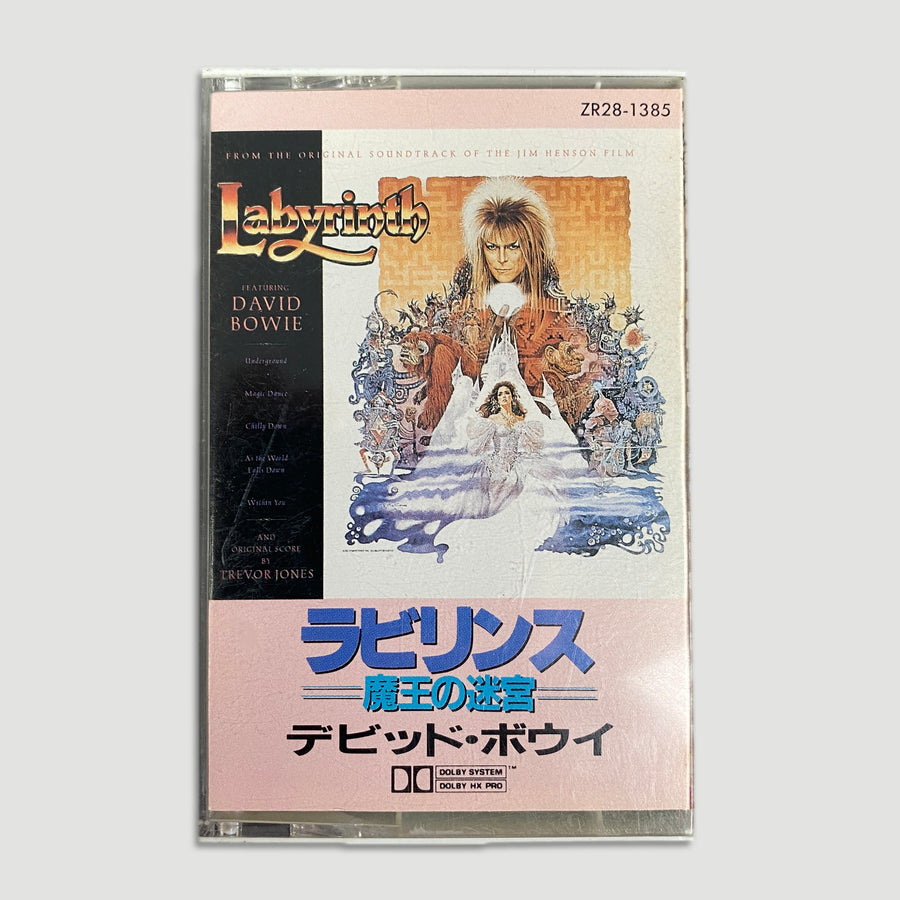 ZR28-1385
FROM THE ORIGINAL SOUNDTRACK OF THE JIM HENSON FILM
Labyrinth
FEATURING
DAVID
BOWIE
Underground
Magic Dance
Chilly Down
As the World
Falls Down
Within You
AND
ORIGINAL SCORE
BY
TREVOR JONES
ラビリンス
魔王の迷宮
デビッド・ボウイ
DOLBY SYSTEM™
DOLBY HX PRO